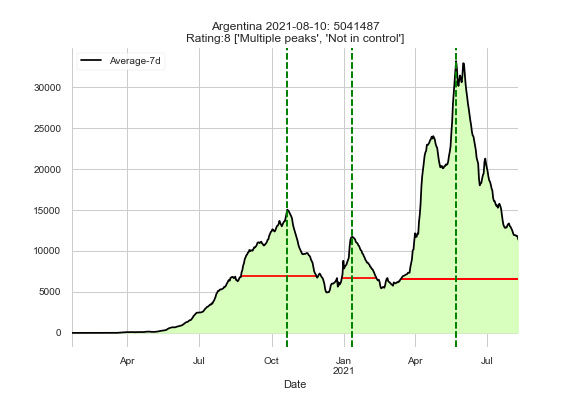 Argentina 2021-08-10: 5041487
Rating:8 ['Multiple peaks', 'Not in control']
Average-7d
30000
25000
20000
15000
10000
5000
0
Apr Jul Oct Jan Apr Jul
2021
Date